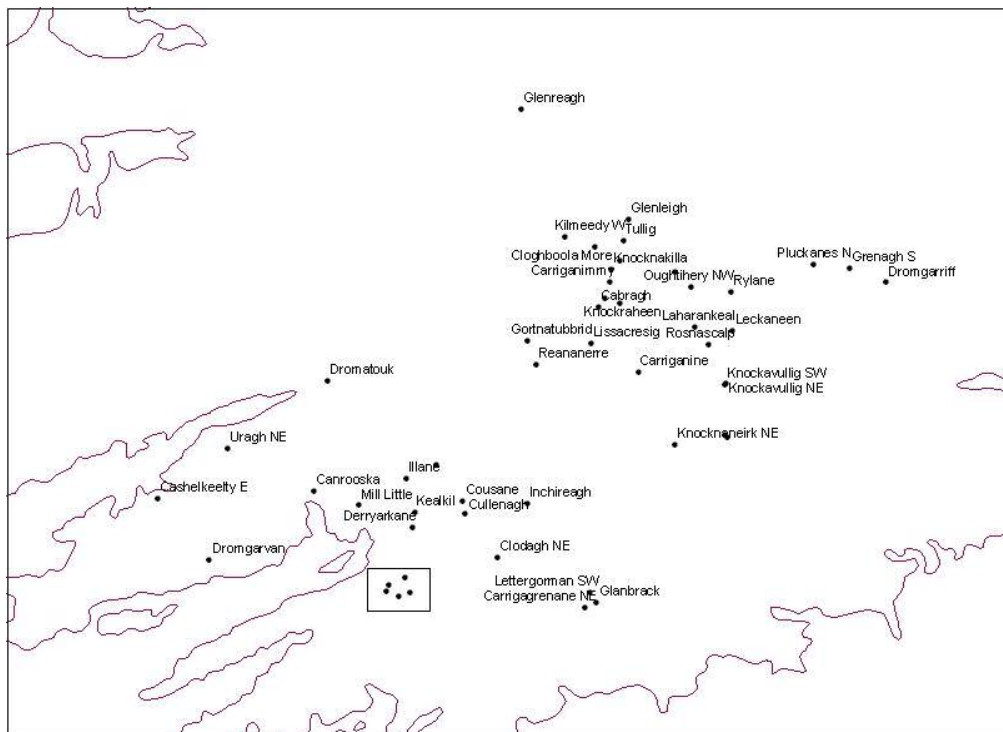 Glenreagh
Glenleigh
Kilmeedy W
Tullig
Cloghboola More
Knocknakilla
Pluckanes N
Grenagh S
Carriganimmy
Oughtihery NW
Rylane
Dromgarriff
Cabragh
Knockraheen
Laharankeal
Leckaneen
Gortnatubbrid
Lissacresig
Rosnascalp
Reananerre
Carriganine
Dromatouk
Knockavullig SW
Knockavullig NE
Uragh NE
Knocknaneirk NE
Illane
Canrooska
Cashelkeelty E
Mill Little
Kealkil
Cousane
Inchireagh
Cullenagh
Derryarkane
Dromgarvan
Clodagh NE
Lettergorman SW
Glanbrack
Carrigagrenane NE